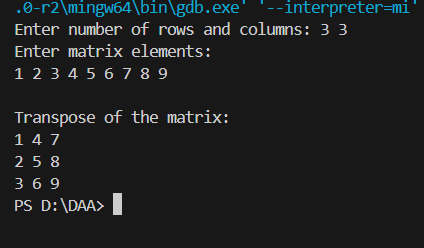 .0-r2\mingw64\bin\gdb.exe' '--interpreter=mi'
Enter number of rows and columns: 3 3
Enter matrix elements:
1 2 3 4 5 6 7 8 9
Transpose of the matrix:
1 4 7
2 5 8
3 6 9
PS D:\DAA>